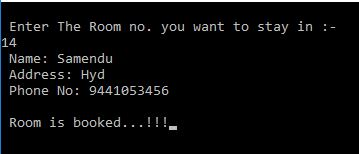 Enter The Room no. you want to stay in :-
14
Name: Samendu
Address: Hyd
Phone No: 9441053456
Room is booked...!!!